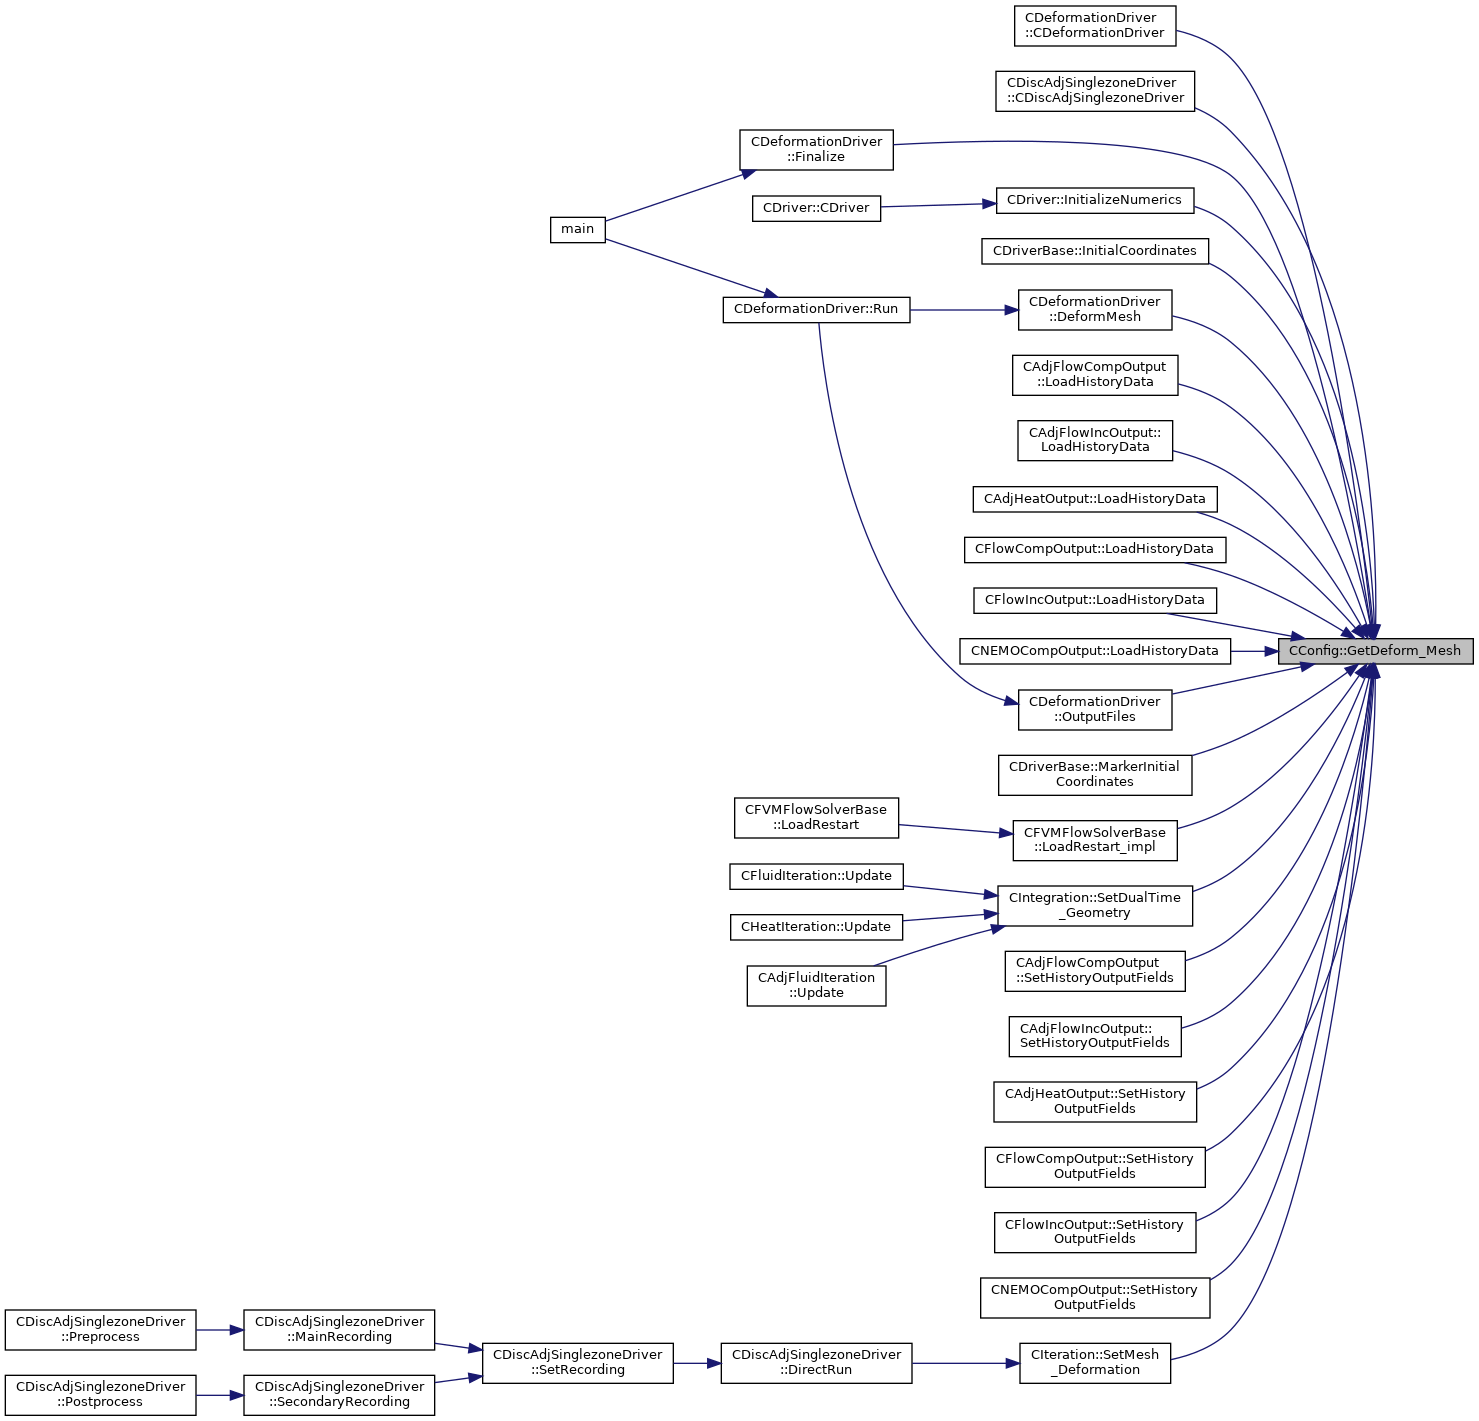 CDeformationDriver
::CDeformationDriver
CDiscAdjSinglezoneDriver
::CDiscAdjSinglezoneDriver
CDeformationDriver
::Finalize
CDriver::InitializeNumerics
CDriver::CDriver
main
CDriverBase::InitialCoordinates
CDeformationDriver
::DeformMesh
CDeformationDriver::Run
CAdjFlowCompOutput
::LoadHistoryData
CAdjFlowIncOutput::
LoadHistoryData
CAdjHeatOutput::LoadHistoryData
CFlowCompOutput::LoadHistoryData
CFlowIncOutput::LoadHistoryData
CNEMOCompOutput::LoadHistoryData
CConfig::GetDeform_Mesh
CDeformationDriver
::OutputFiles
CDriverBase::MarkerInitial
Coordinates
CFVMFlowSolverBase
::LoadRestart
CFVMFlowSolverBase
::LoadRestart_impl
CFluidIteration::Update
CIntegration::SetDualTime
_Geometry
CHeatIteration::Update
CAdjFluidIteration
::Update
CAdjFlowCompOutput
::SetHistoryOutputFields
CAdjFlowIncOutput::
SetHistoryOutputFields
CAdjHeatOutput::SetHistory
OutputFields
CFlowCompOutput::SetHistory
OutputFields
CFlowIncOutput::SetHistory
OutputFields
CNEMOCompOutput::SetHistory
OutputFields
CDiscAdjSinglezoneDriver
::Preprocess
CDiscAdjSinglezoneDriver
::MainRecording
CDiscAdjSinglezoneDriver
::SetRecording
CDiscAdjSinglezoneDriver
::DirectRun
CIteration::SetMesh
_Deformation
CDiscAdjSinglezoneDriver
::Postprocess
CDiscAdjSinglezoneDriver
::SecondaryRecording